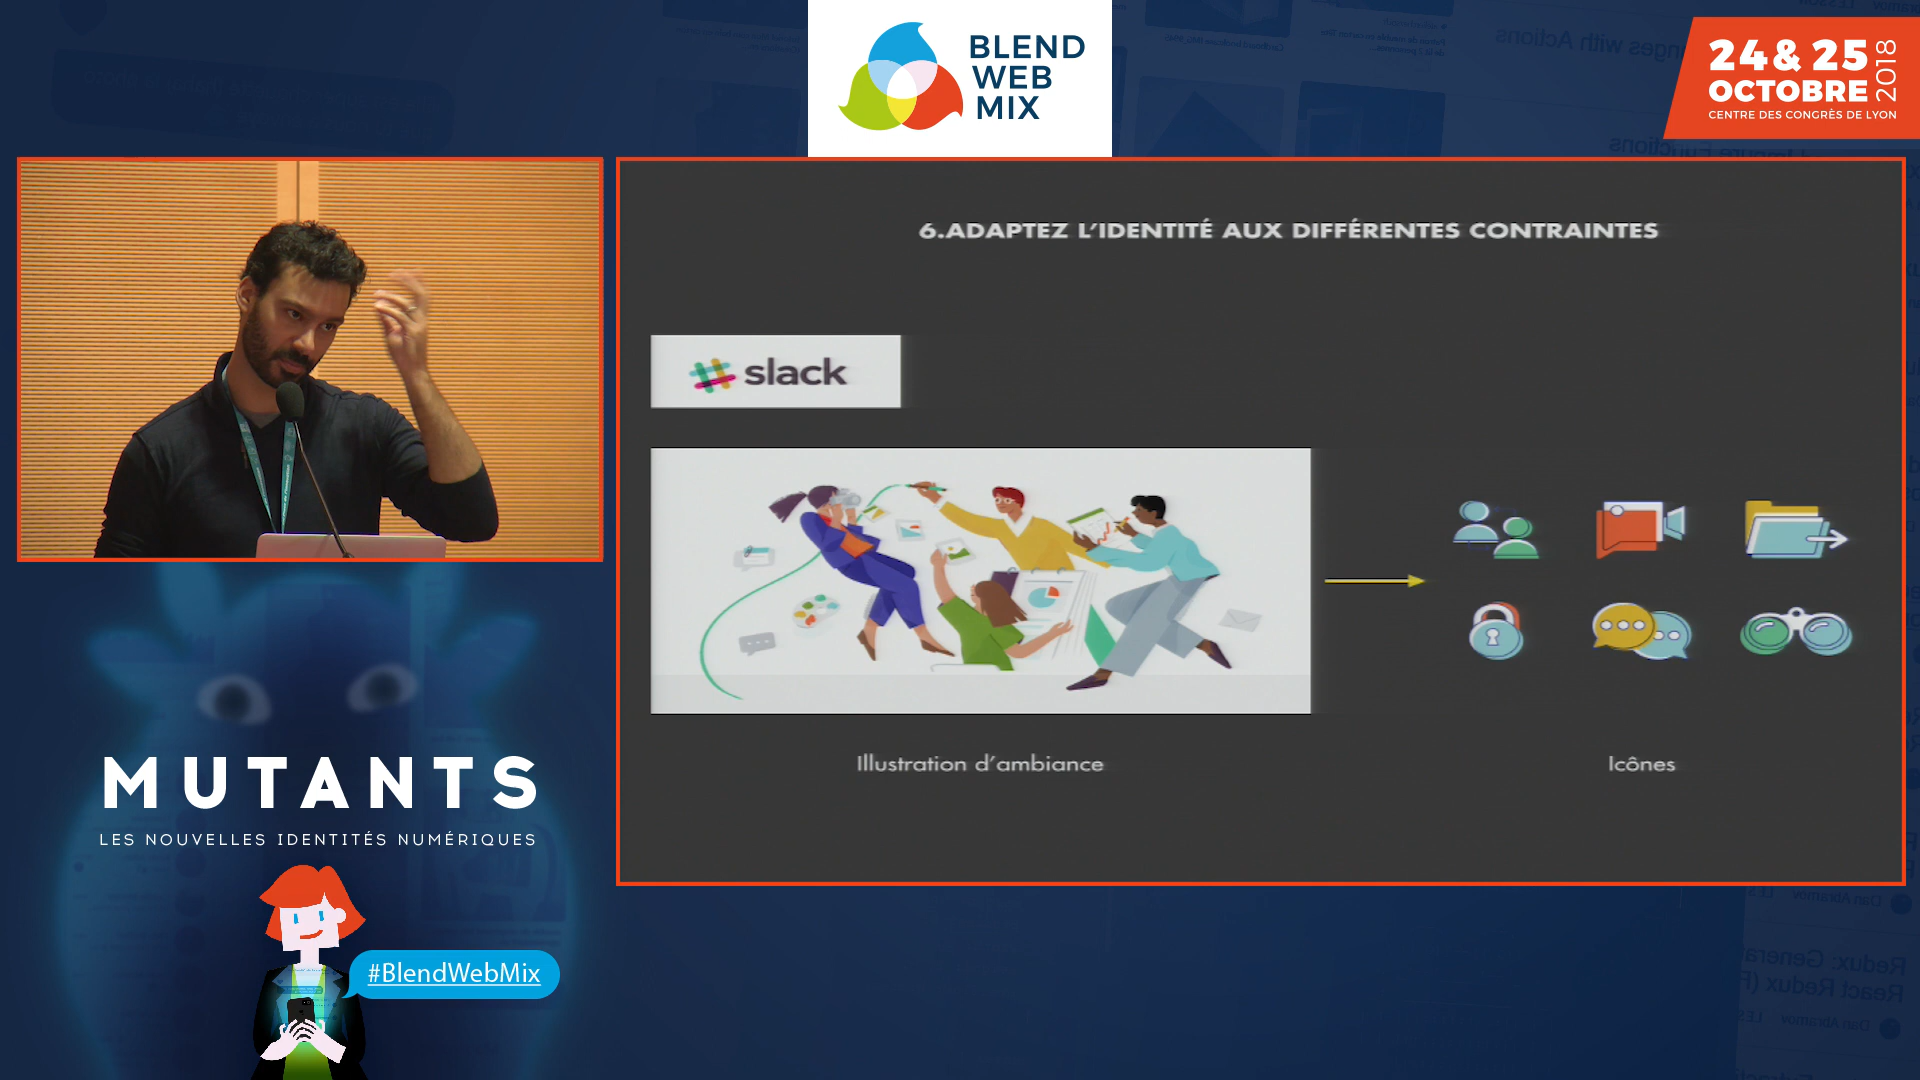 BLEND
WEB
MIX
24 & 25
OCTOBRE
2018
CENTRE DES CONGRÈS DE LYON
6.ADAPTEZ L'IDENTITÉ AUX DIFFÉRENTES CONTRAINTES
slack
Illustration d'ambiance
Icônes
MUTANTS
LES NOUVELLES IDENTITÉS NUMÉRIQUES
#BlendWebMix